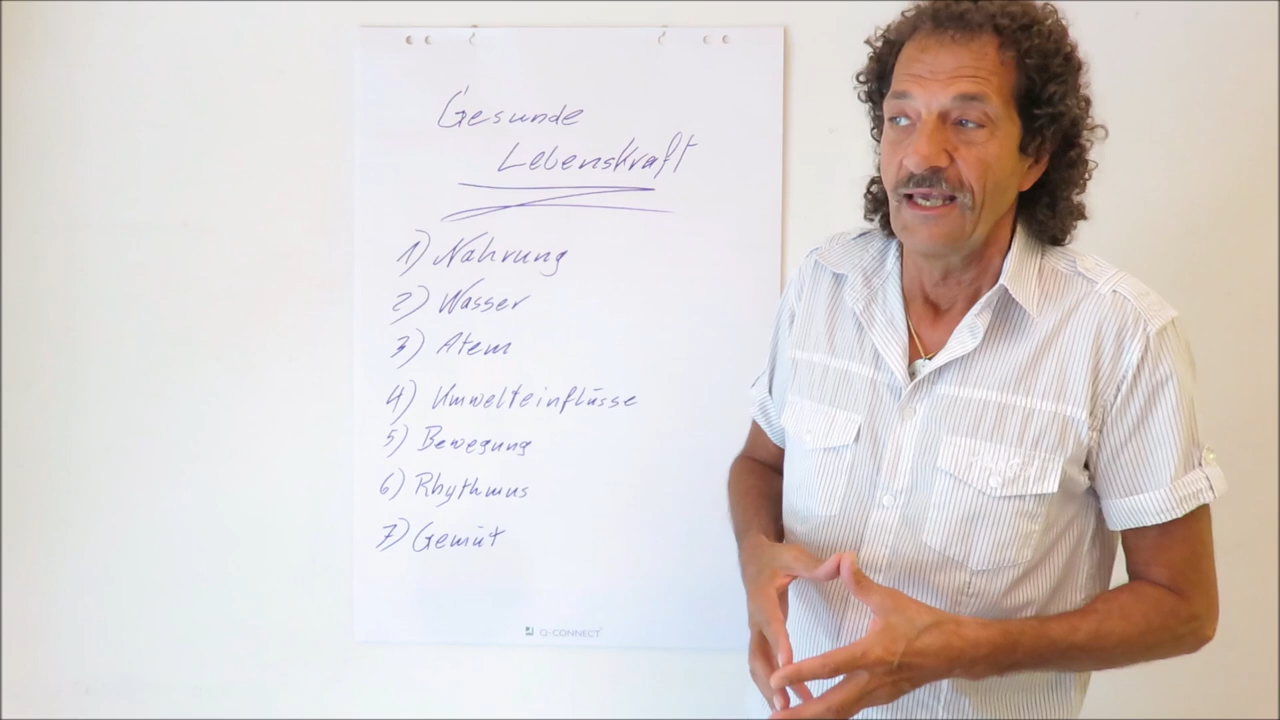 Gesunde
Lebenskraft
1) Nahrung
2) Wasser
3) Atem
4) Umwelteinflüsse
5) Bewegung
6) Rhythmus
7) Gemüt
Q-CONNECT